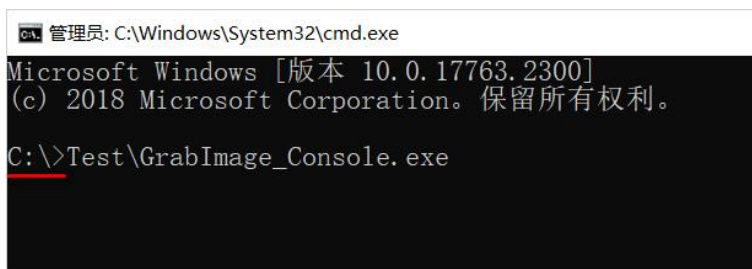 管理员: C:\Windows\System32\cmd.exe
Microsoft Windows [版本 10.0.17763.2300]
(c) 2018 Microsoft Corporation。保留所有权利。
C:\>Test\GrabImage_Console.exe